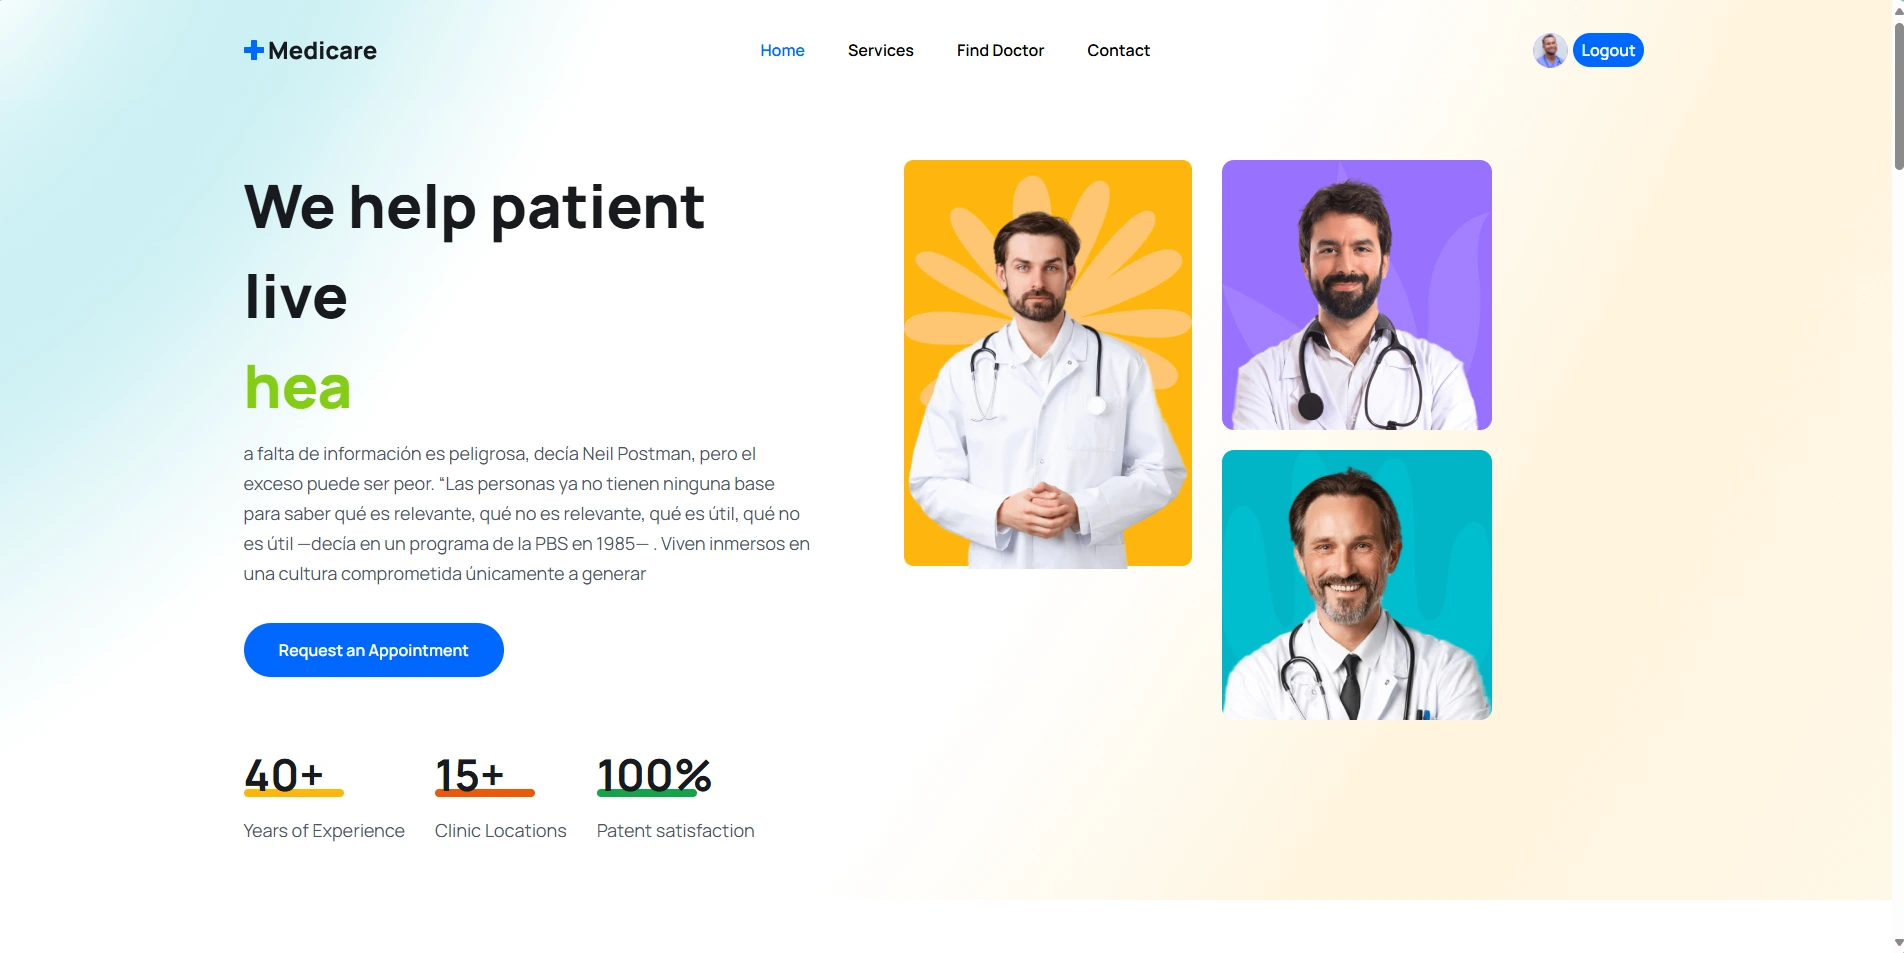 Medicare
Home Services Find Doctor Contact
Logout
We help patient
live
hea
a falta de información es peligrosa, decía Neil Postman, pero el
exceso puede ser peor. “Las personas ya no tienen ninguna base
para saber qué es relevante, qué no es relevante, qué es útil, qué no
es útil —decía en un programa de la PBS en 1985— . Viven inmersos en
una cultura comprometida únicamente a generar
Request an Appointment
40+
Years of Experience
15+
Clinic Locations
100%
Patent satisfaction